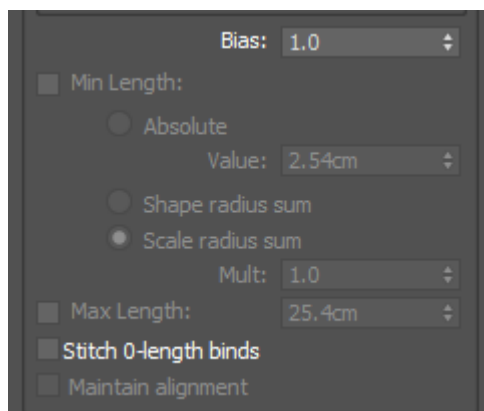 Bias: 1.0
Min Length:
Absolute
Value: 2.54cm
Shape radius sum
Scale radius sum
Mult: 1.0
Max Length: 25.4cm
Stitch 0-length binds
Maintain alignment